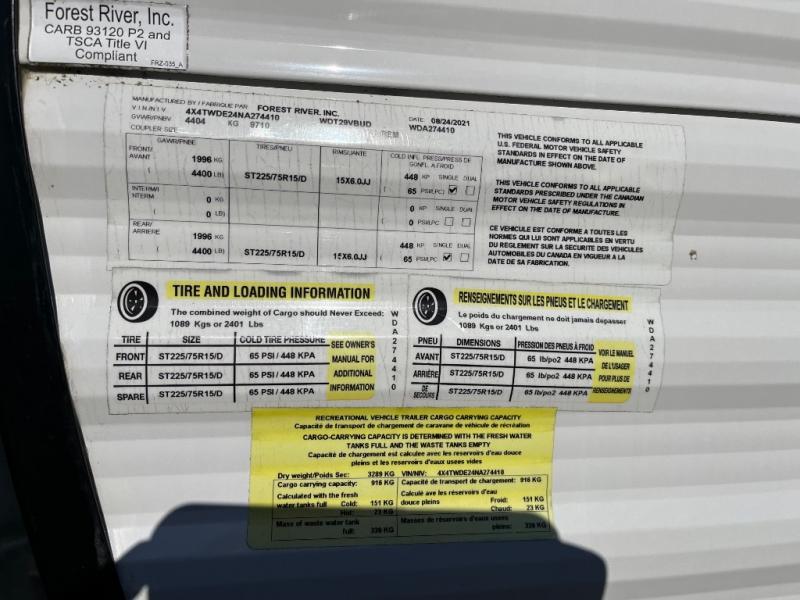 Forest River, Inc.
CARB 93120 P2 and
TSCA Title VI
Compliant
FRZ-035_A
MANUFACTURED BY / FABRIQUE PAR FOREST RIVER, INC. DATE: 08/24/2021
V I N / N I V 4X4TWDE24NA274410 WDT29VBUD WDA274410
GVWR/PNBV 4404 KG 9710
COUPLER SIZE
GAWR/PNBE TIRES/PNEU RIMS/JANTE COLD INFL. PRESS/PRESS DE GONFL. A FROID
FRONT/ AVANT 1996 KG 448 KP SINGLE DUAL
( 4400 LB) ST225/75R15/D 15X6.0JJ ( 65 PSI/LPC)
INTERM/ INTERM 0 KG 0 KP SINGLE DUAL
( 0 LB) ( 0 PSI/LPC)
REAR/ ARRIERE 1996 KG 448 KP SINGLE DUAL
( 4400 LB) ST225/75R15/D 15X6.0JJ ( 65 PSI/LPC
THIS VEHICLE CONFORMS TO ALL APPLICABLE
U.S. FEDERAL MOTOR VEHICLE SAFETY
STANDARDS IN EFFECT ON THE DATE OF
MANUFACTURE SHOWN ABOVE.
THIS VEHICLE CONFORMS TO ALL APPLICABLE
STANDARDS PRESCRIBED UNDER THE CANADIAN
MOTOR VEHICLE SAFETY REGULATIONS IN
EFFECT ON THE DATE OF MANUFACTURE.
CE VEHICULE EST CONFORME A TOUTES LES
NORMES QUI LUI SONT APPLICABLES EN VERTU
DU REGLEMENT SUR LA SECURITE DES VEHICULES
AUTOMOBILES DU CANADA EN VIGUEUR A LA
DATE DE SA FABRICATION.
TIRE AND LOADING INFORMATION
The combined weight of Cargo should Never Exceed:
1089 Kgs or 2401 Lbs
TIRE SIZE COLD TIRE PRESSURE
FRONT ST225/75R15/D 65 PSI / 448 KPA
REAR ST225/75R15/D 65 PSI / 448 KPA
SPARE ST225/75R15/D 65 PSI / 448 KPA
SEE OWNER'S
MANUAL FOR
ADDITIONAL
INFORMATION
WDA274410
RENSEIGNEMENTS SUR LES PNEUS ET LE CHARGEMENT
Le poids du chargement ne doit jamais depasser
1089 Kgs or 2401 Lbs
PNEU DIMENSIONS PRESSION DES PNEUS À FROID
AVANT ST225/75R15/D 65 lb/po2 448 KPA
ARRIÈRE ST225/75R15/D 65 lb/po2 448 KPA
DE SECOURS ST225/75R15/D 65 lb/po2 448 KPA
VOIR LE MANUEL
DE L'USAGER
POUR PLUS DE
RENSEIGNEMENTS
WDA274410
RECREATIONAL VEHICLE TRAILER CARGO CARRYING CAPACITY
Capacité de transport de chargement de caravane de véhicule de récréation
CARGO-CARRYING CAPACITY IS DETERMINED WITH THE FRESH WATER
TANKS FULL AND THE WASTE TANKS EMPTY
Capacité de chargement est calculée avec les reservoirs d'eau douce
pleins et les reservoirs d'eaux usees vides
Dry weight/Poids Sec: 3289 KG VIN/NIV: 4X4TWDE24NA274410
Cargo carrying capacity: 916 KG Capacité de transport de chargement: 916 KG
Calculated with the fresh Calculé ave les réservoirs d'eau
water tanks full Cold: 151 KG douce pleins Froid: 151 KG
Hot: 23 KG Chaud: 23 KG
Mass of waste water tank Masses de réservoirs d'eaux usees
full: 339 KG pleins: 339 KG